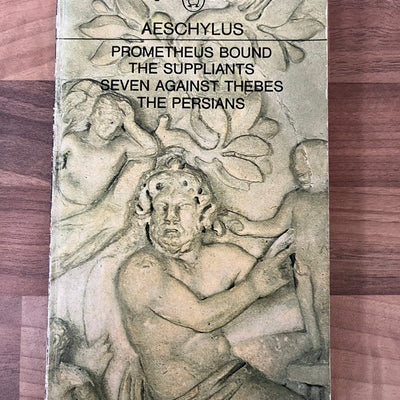 AESCHYLUS
PROMETHEUS BOUND
THE SUPPLIANTS
SEVEN AGAINST THEBES
THE PERSIANS